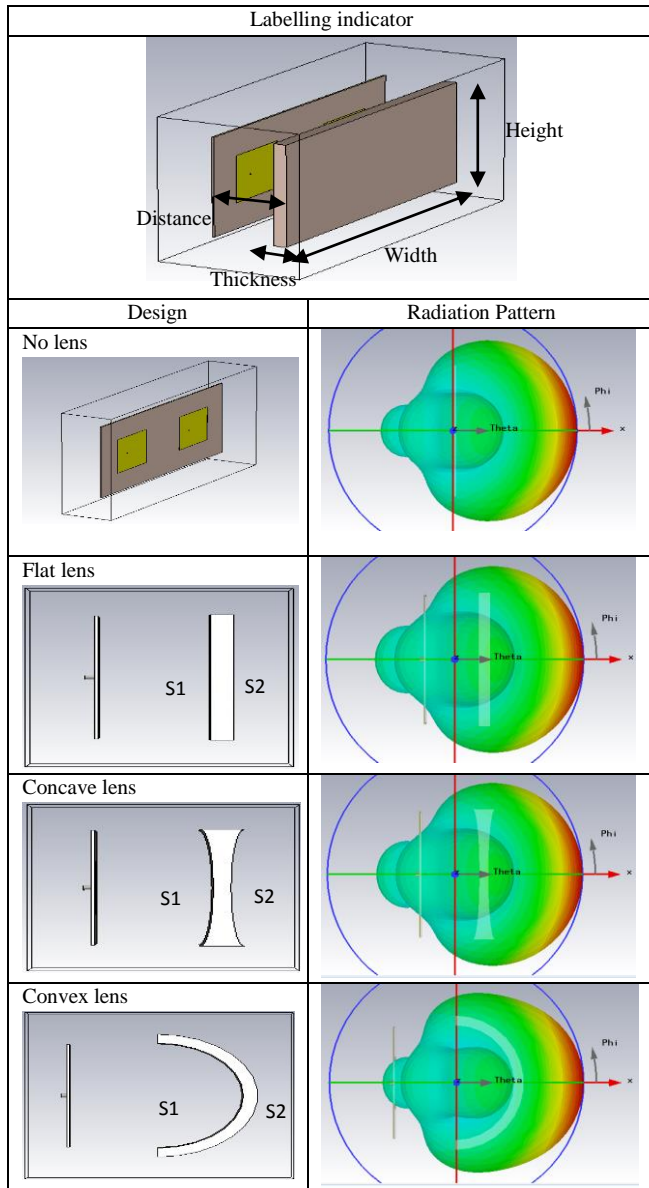 Labelling indicator
Height
Distance
Width
Thickness
Design Radiation Pattern
No lens
Phi
Theta x
Flat lens
S1 S2
Phi
Theta x
Concave lens
S1 S2
Phi
Theta x
Convex lens
S1 S2
Phi
Theta x